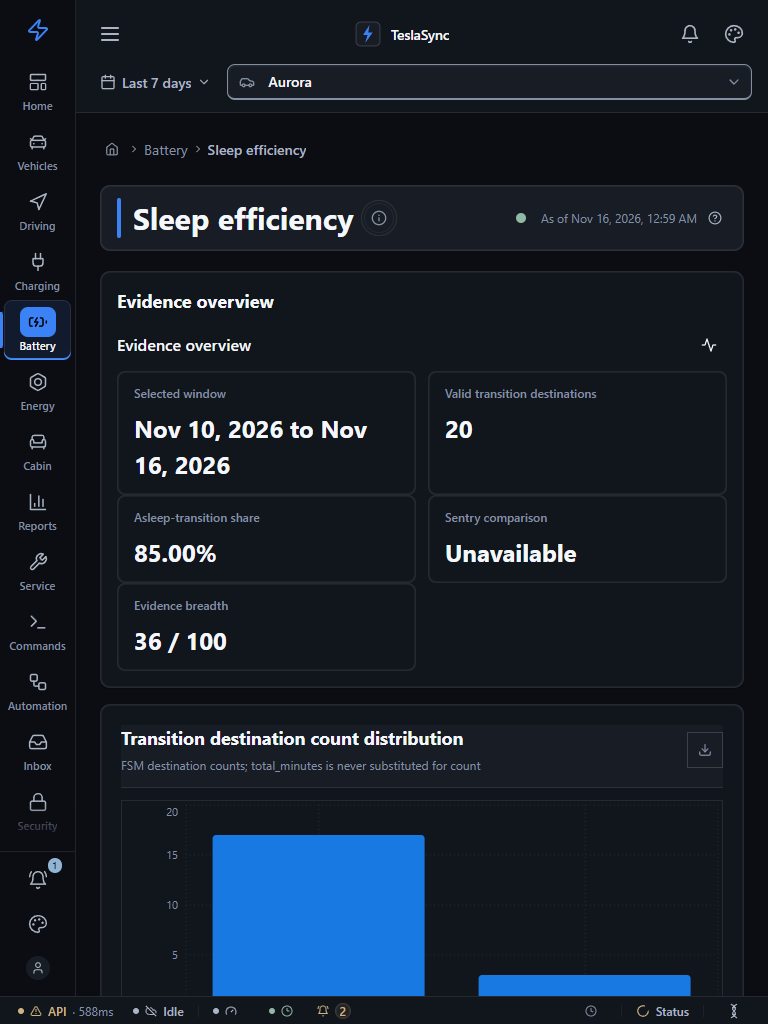 TeslaSync
Last 7 days
Aurora
Home
Vehicles
Driving
Charging
Battery
Energy
Cabin
Reports
Service
Commands
Automation
Inbox
Security
1
Battery
Sleep efficiency
Sleep efficiency
As of Nov 16, 2026, 12:59 AM
Evidence overview
Evidence overview
Selected window
Nov 10, 2026 to Nov
16, 2026
Valid transition destinations
20
Asleep-transition share
85.00%
Sentry comparison
Unavailable
Evidence breadth
36 / 100
Transition destination count distribution
FSM destination counts; total_minutes is never substituted for count
20
15
10
5
API · 588ms
Idle
2
Status